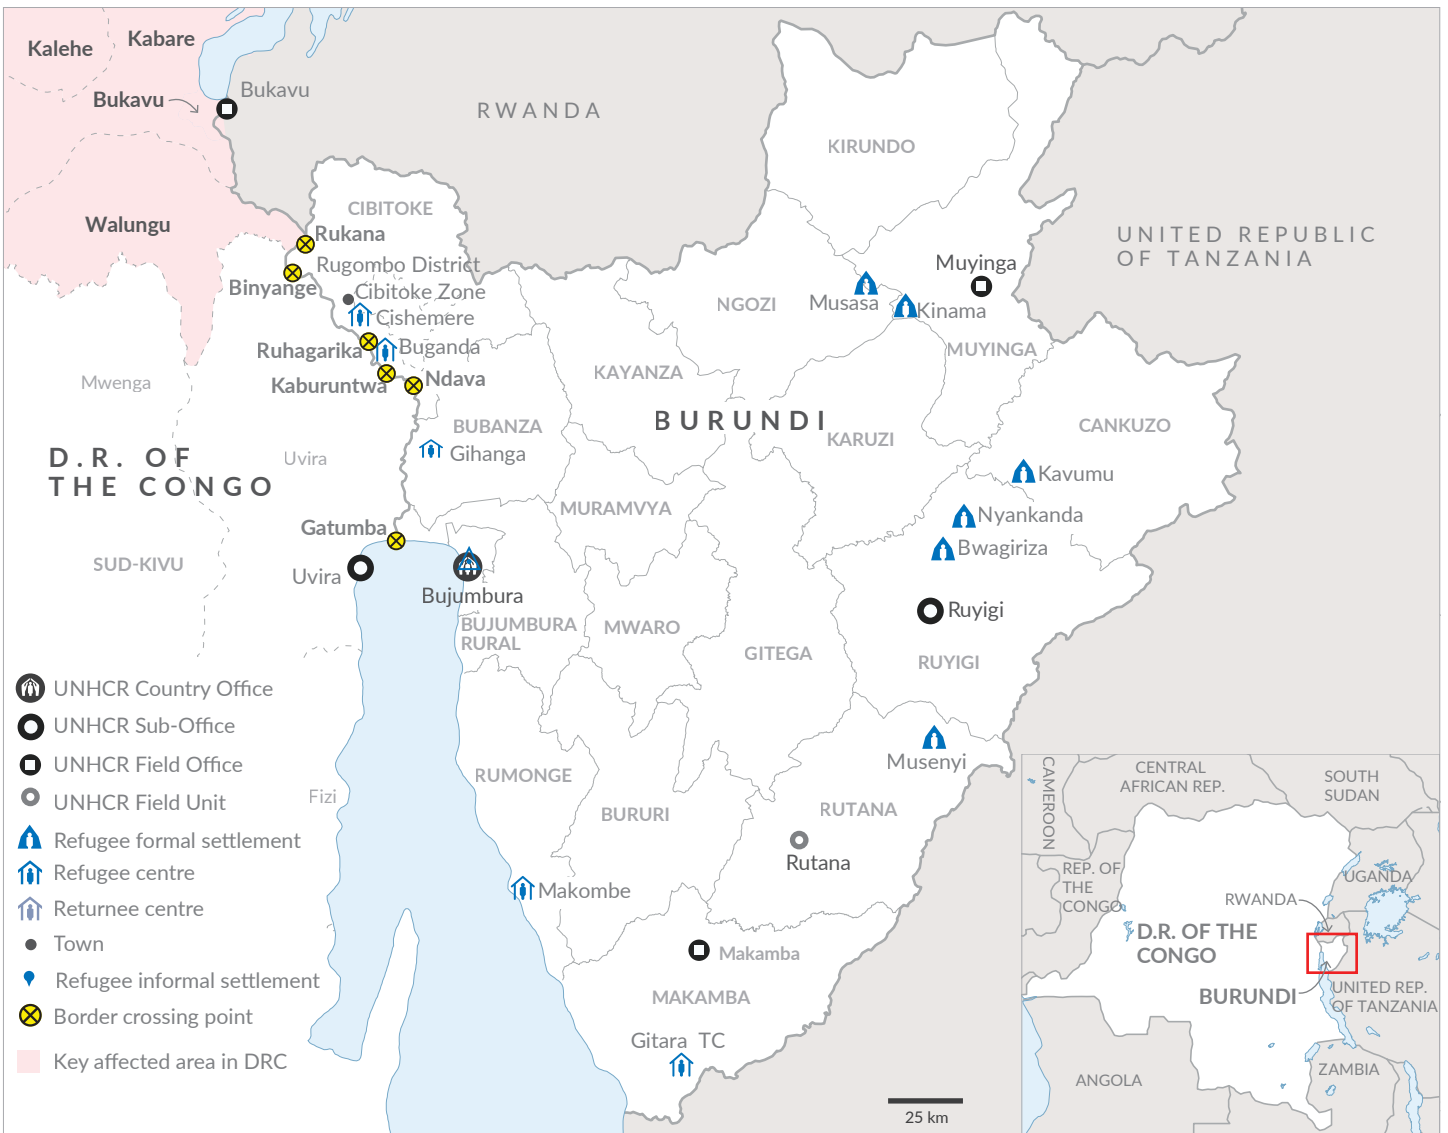 Kalehe
Kabare
Bukavu
Bukavu
RWANDA
KIRUNDO
Walungu
CIBITOKE
Rukana
UNITED REPUBLIC
OF TANZANIA
Rugombo District
Muyinga
Binyange
Cibitoke Zone
Musasa
NGOZI
Kinama
Cishemere
Ruhagarika
Buganda
MUYINGA
Mwenga
Kaburuntwa
Ndava
KAYANZA
BURUNDI
BUBANZA
KARUZI
CANKUZO
D.R. OF
THE CONGO
Uvira
Gihanga
Kavumu
MURAMVYA
Nyankanda
Gatumba
Bwagiriza
SUD-KIVU
Uvira
Bujumbura
Ruyigi
BUJUMBURA
RURAL
MWARO
GITEGA
RUYIGI
Musenyi
RUMONGE
Fizi
BURURI
RUTANA
Rutana
Makombe
Makamba
MAKAMBA
Gitara TC
UNHCR Country Office
UNHCR Sub-Office
UNHCR Field Office
UNHCR Field Unit
Refugee formal settlement
Refugee centre
Returnee centre
Town
Refugee informal settlement
Border crossing point
Key affected area in DRC
25 km
CAMEROON
CENTRAL
AFRICAN REP.
SOUTH
SUDAN
REP. OF
THE
CONGO
UGANDA
RWANDA
D.R. OF THE
CONGO
BURUNDI
UNITED REP.
OF TANZANIA
ANGOLA
ZAMBIA